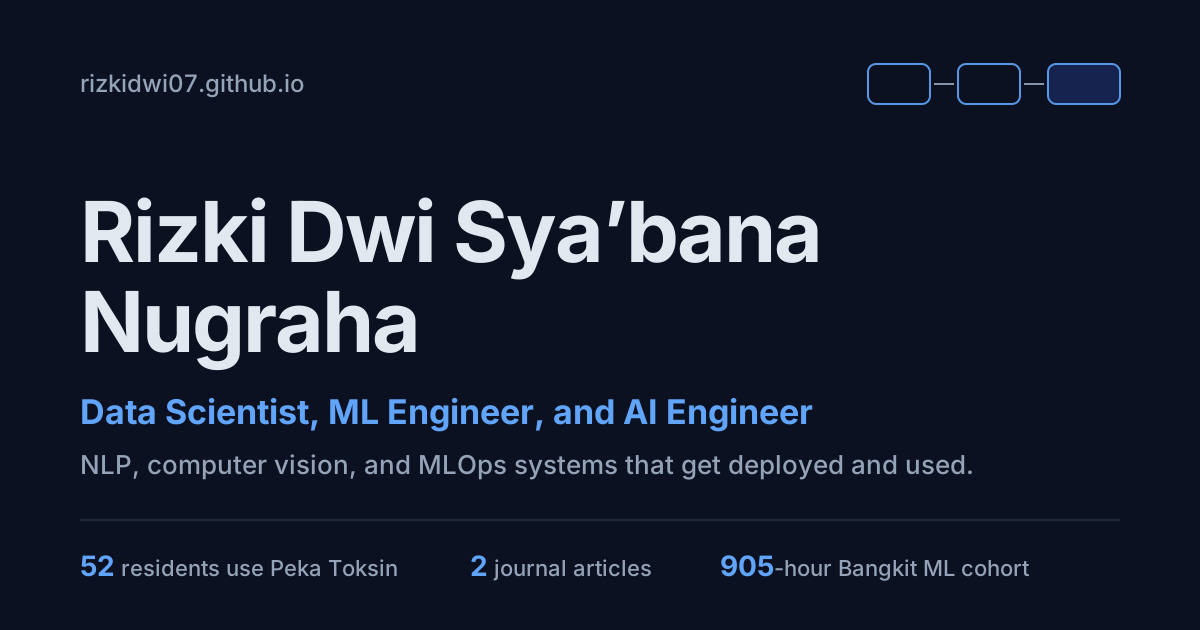 rizkidwi07.github.io
Rizki Dwi Sya’bana
Nugraha
Data Scientist, ML Engineer, and AI Engineer
NLP, computer vision, and MLOps systems that get deployed and used.
52 residents use Peka Toksin
2 journal articles
905-hour Bangkit ML cohort